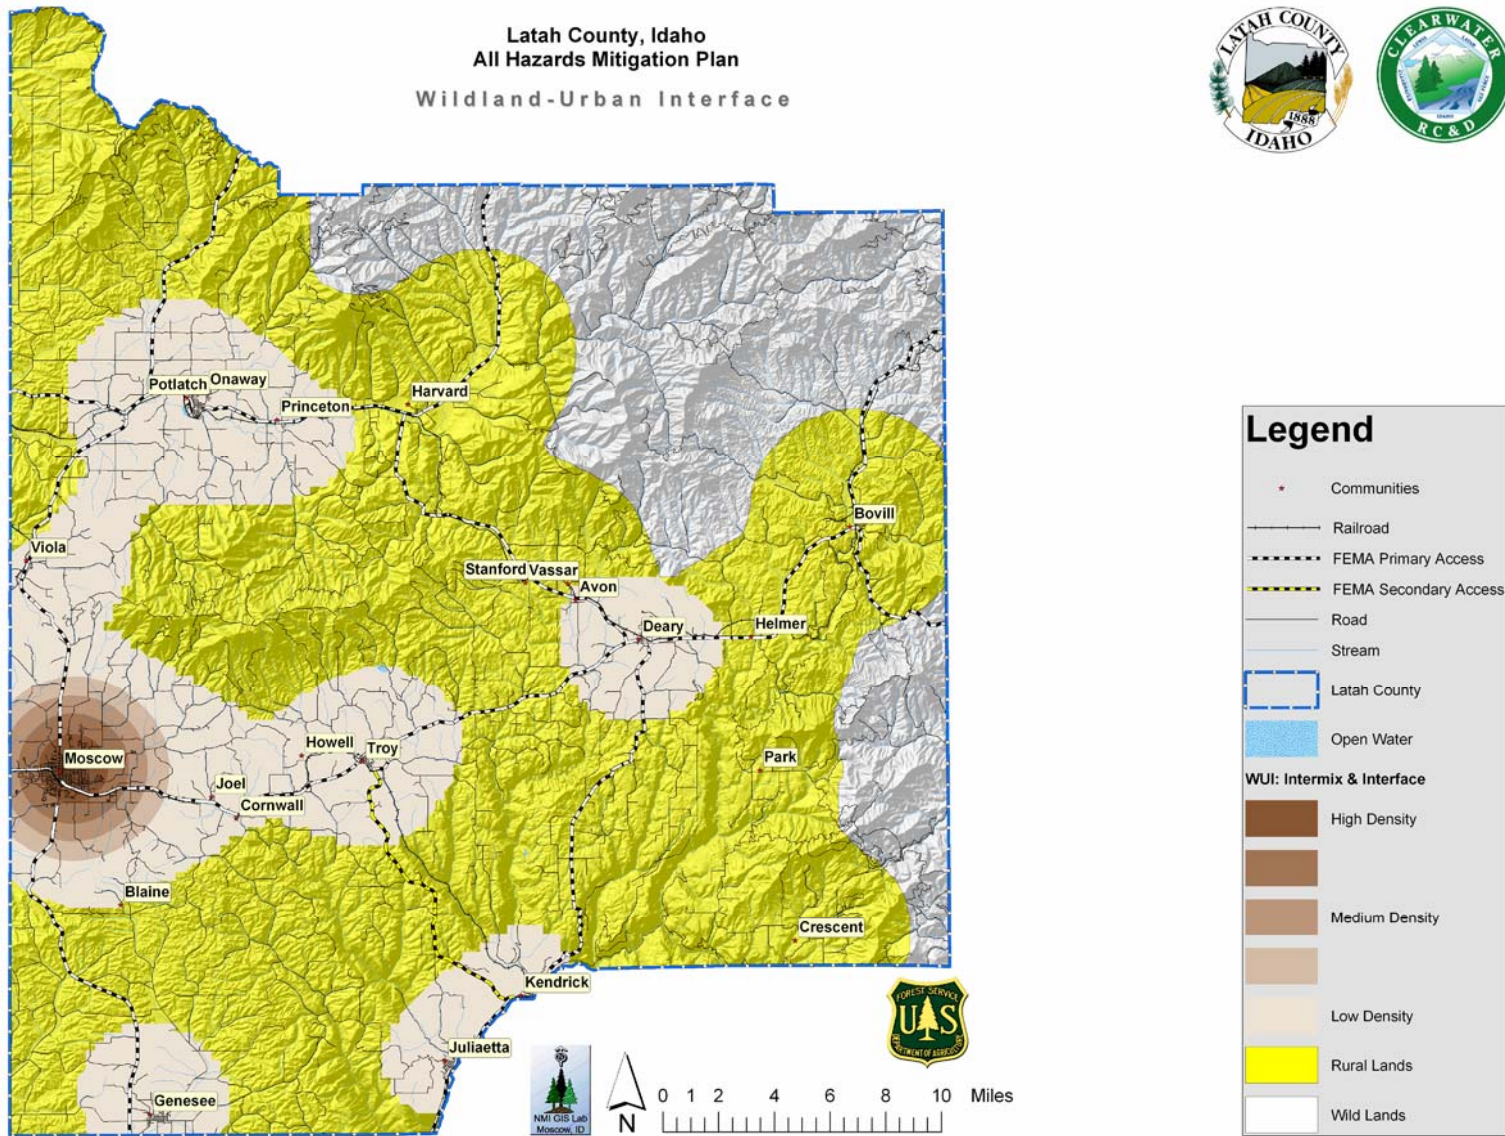 Latah County, Idaho
All Hazards Mitigation Plan
Wildland-Urban Interface
LATAH COUNTY
1888
IDAHO
CLEARWATER
RC&D
Potlatch
Onaway
Princeton
Harvard
Viola
Bovill
Stanford
Vassar
Avon
Deary
Helmer
Moscow
Howell
Troy
Park
Joel
Cornwall
Blaine
Crescent
Kendrick
Juliaetta
Genesee
Legend
Communities
Railroad
FEMA Primary Access
FEMA Secondary Access
Road
Stream
Latah County
Open Water
WUI: Intermix & Interface
High Density
Medium Density
Low Density
Rural Lands
Wild Lands
FOREST SERVICE
U S
DEPARTMENT OF AGRICULTURE
NMI GIS Lab
Moscow, ID
N
0 1 2 4 6 8 10 Miles